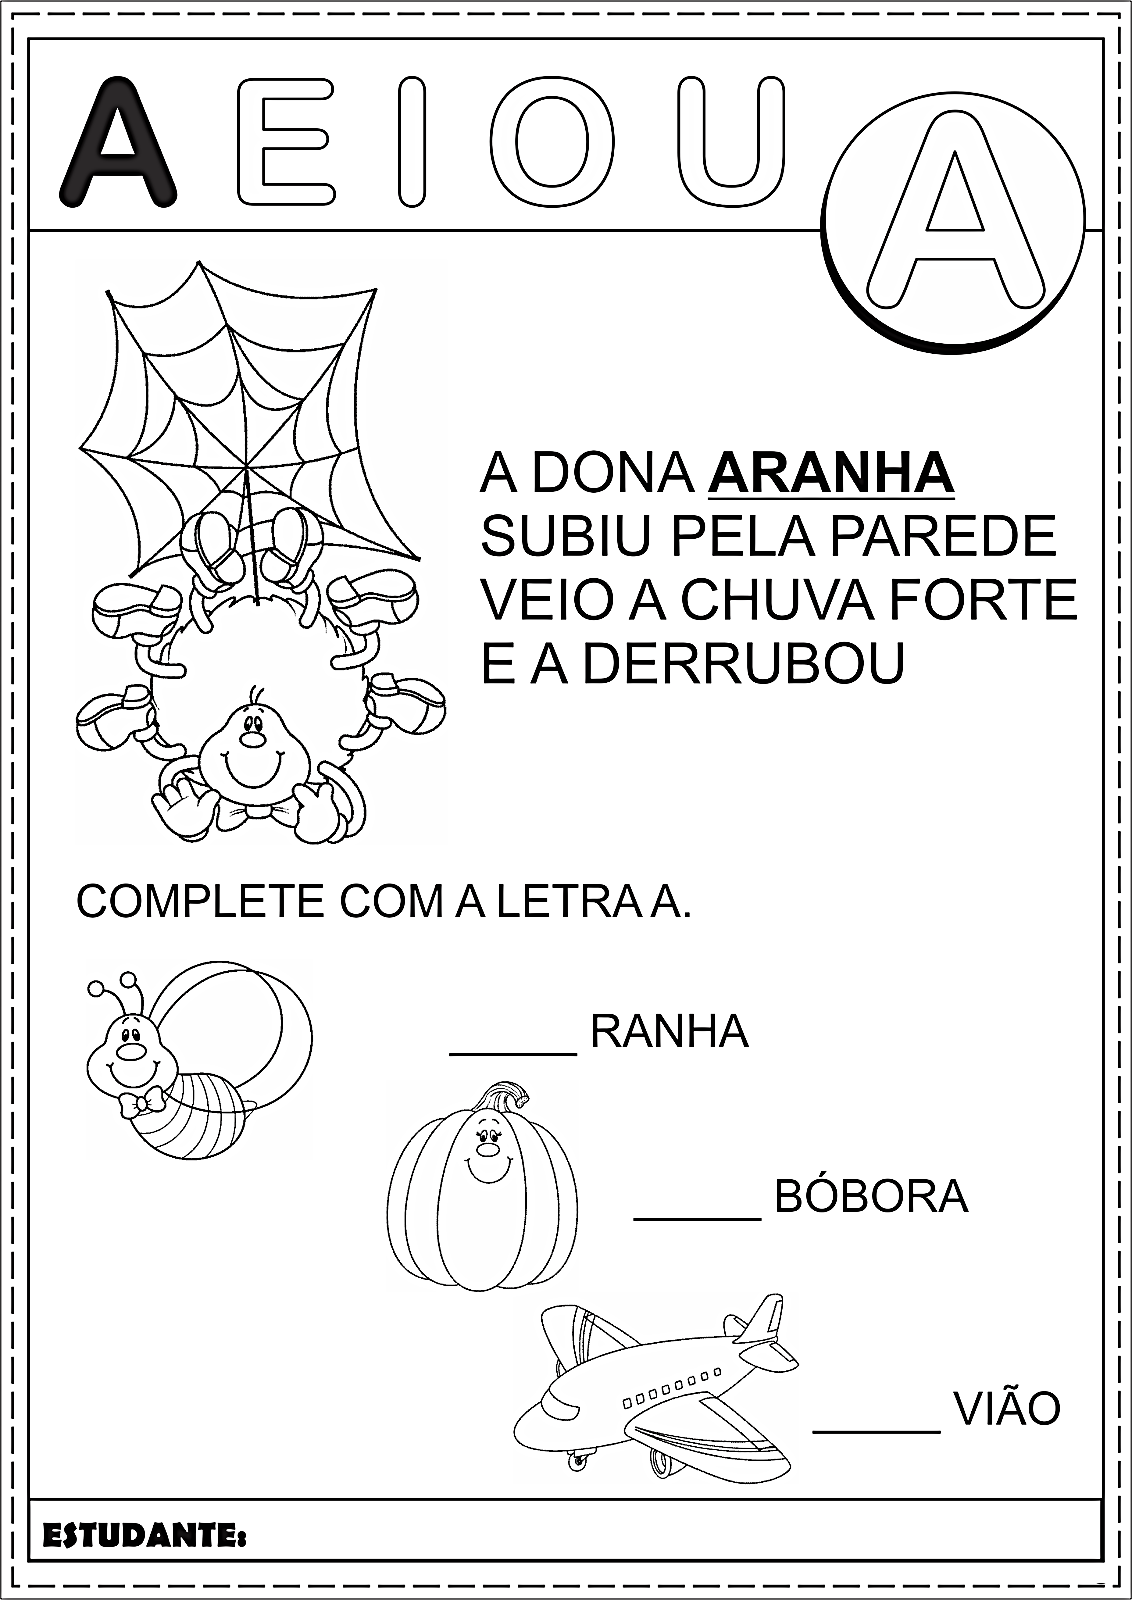 A E I O U
A
A DONA ARANHA
SUBIU PELA PAREDE
VEIO A CHUVA FORTE
E A DERRUBOU
COMPLETE COM A LETRA A.
_____ RANHA
_____ BÓBORA
_____ VIÃO
ESTUDANTE: